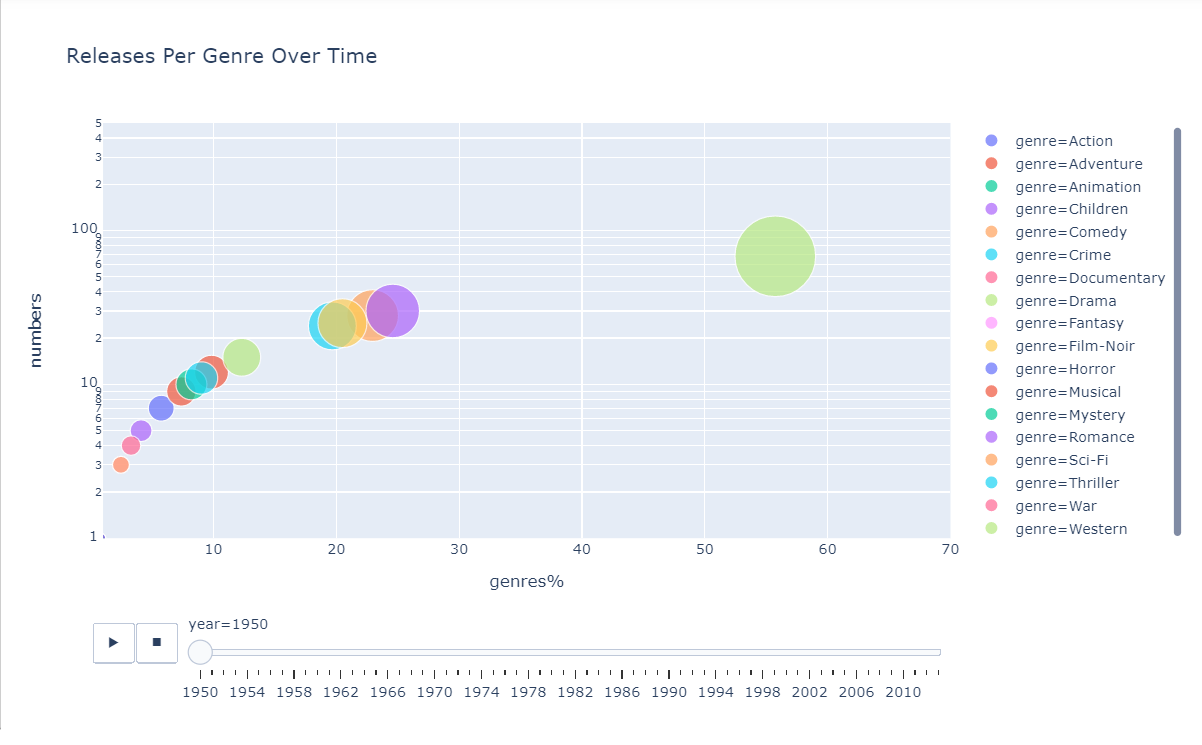 Releases Per Genre Over Time
5
4
3
2
100
9
8
7
6
5
4
3
2
10
9
8
7
6
5
4
3
2
1
numbers
10 20 30 40 50 60 70
genres%
genre=Action
genre=Adventure
genre=Animation
genre=Children
genre=Comedy
genre=Crime
genre=Documentary
genre=Drama
genre=Fantasy
genre=Film-Noir
genre=Horror
genre=Musical
genre=Mystery
genre=Romance
genre=Sci-Fi
genre=Thriller
genre=War
genre=Western
year=1950
1950 1954 1958 1962 1966 1970 1974 1978 1982 1986 1990 1994 1998 2002 2006 2010